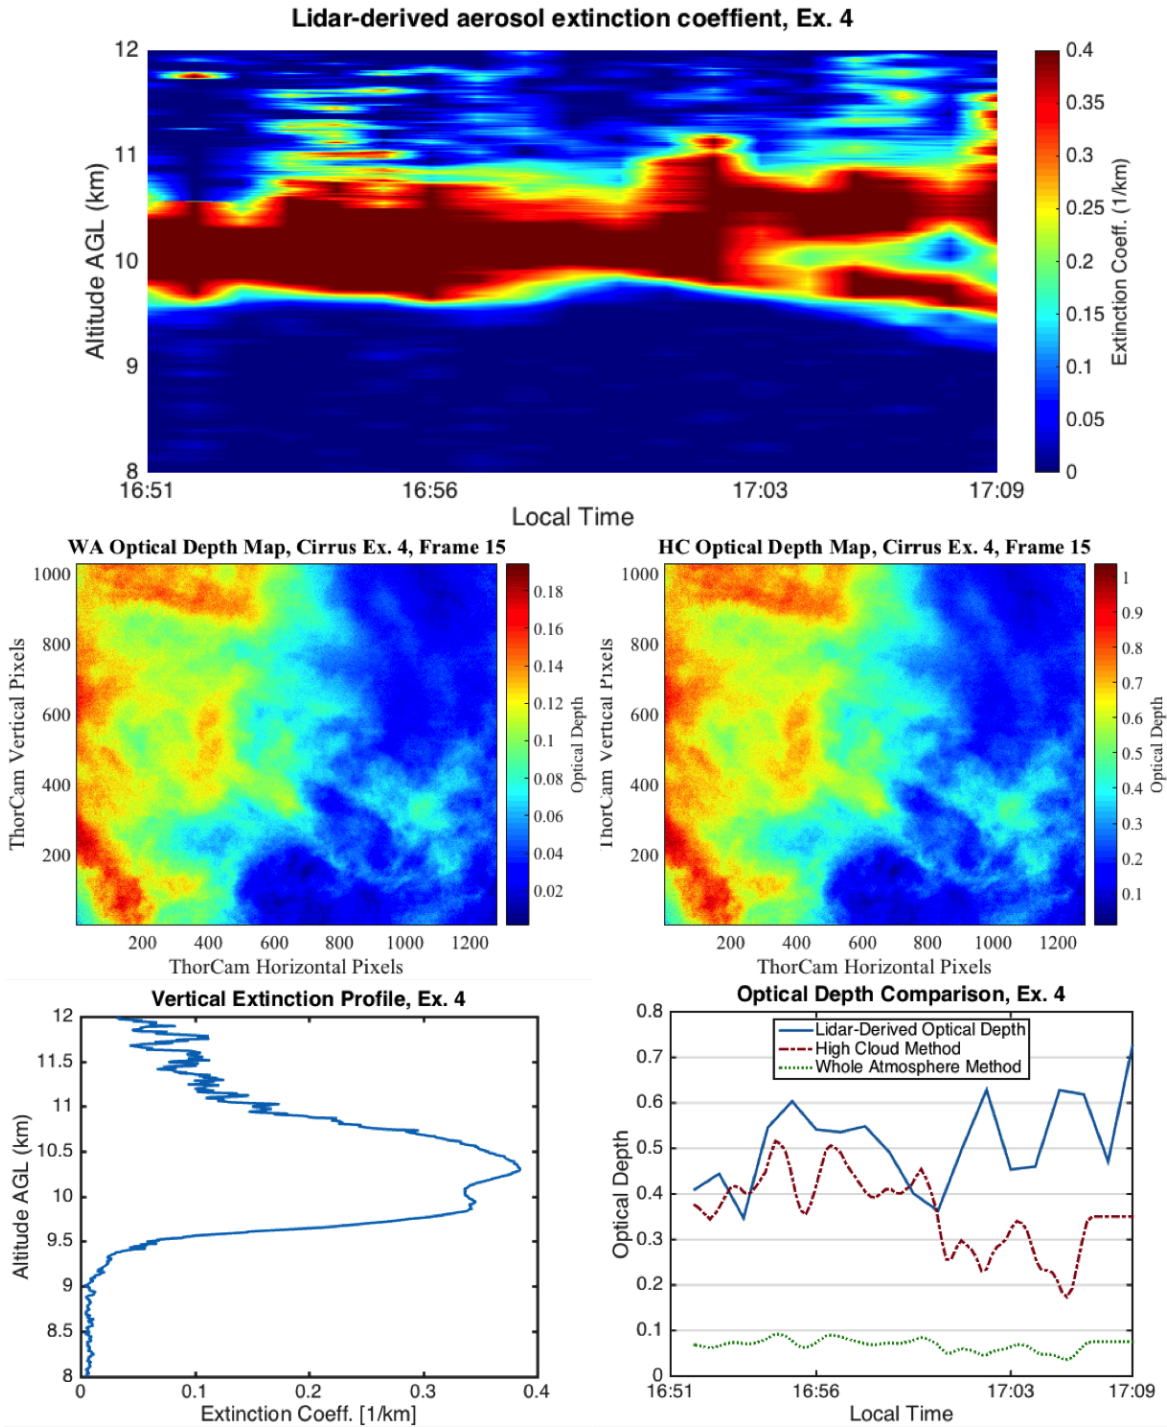 Lidar-derived aerosol extinction coeffient, Ex. 4
12
11
10
9
8
Altitude AGL (km)
16:51 16:56 17:03 17:09
Local Time
0.4
0.35
0.3
0.25
0.2
0.15
0.1
0.05
0
Extinction Coeff. (1/km)
WA Optical Depth Map, Cirrus Ex. 4, Frame 15
1000
800
600
400
200
ThorCam Vertical Pixels
200 400 600 800 1000 1200
ThorCam Horizontal Pixels
0.18
0.16
0.14
0.12
0.1
0.08
0.06
0.04
0.02
Optical Depth
HC Optical Depth Map, Cirrus Ex. 4, Frame 15
1000
800
600
400
200
ThorCam Vertical Pixels
200 400 600 800 1000 1200
ThorCam Horizontal Pixels
1
0.9
0.8
0.7
0.6
0.5
0.4
0.3
0.2
0.1
Optical Depth
Vertical Extinction Profile, Ex. 4
12
11.5
11
10.5
10
9.5
9
8.5
8
Altitude AGL (km)
0 0.1 0.2 0.3 0.4
Extinction Coeff. [1/km]
Optical Depth Comparison, Ex. 4
0.8
0.7
0.6
0.5
0.4
0.3
0.2
0.1
0
Optical Depth
Lidar-Derived Optical Depth
High Cloud Method
Whole Atmosphere Method
16:51 16:56 17:03 17:09
Local Time